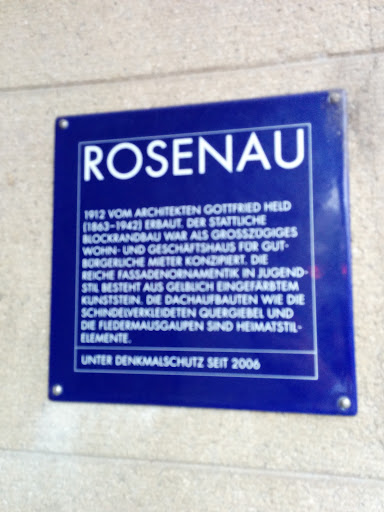 ROSENAU
1912 VOM ARCHITEKTEN GOTTFRIED HELD
(1863–1942) ERBAUT. DER STATTLICHE
BLOCKRANDBAU WAR ALS GROSSZÜGIGES
WOHN- UND GESCHÄFTSHAUS FÜR GUT-
BÜRGERLICHE MIETER KONZIPIERT. DIE
REICHE FASSADENORNAMENTIK IN JUGEND-
STIL BESTEHT AUS GELBLICH EINGEFÄRBTEM
KUNSTSTEIN. DIE DACHAUFBAUTEN WIE DIE
SCHINDELVERKLEIDETEN QUERGIEBEL UND
DIE FLEDERMAUSGAUPEN SIND HEIMATSTIL-
ELEMENTE.
UNTER DENKMALSCHUTZ SEIT 2006